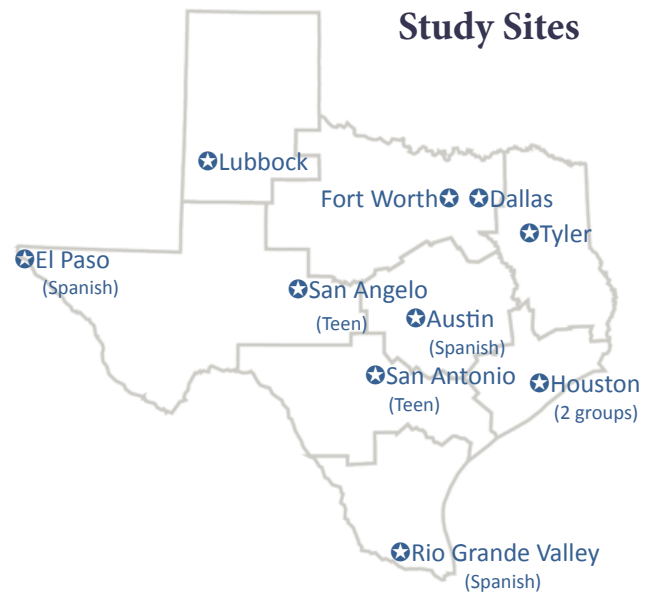 Study Sites
Lubbock
Fort Worth
Dallas
Tyler
El Paso
(Spanish)
San Angelo
(Teen)
Austin
(Spanish)
San Antonio
(Teen)
Houston
(2 groups)
Rio Grande Valley
(Spanish)